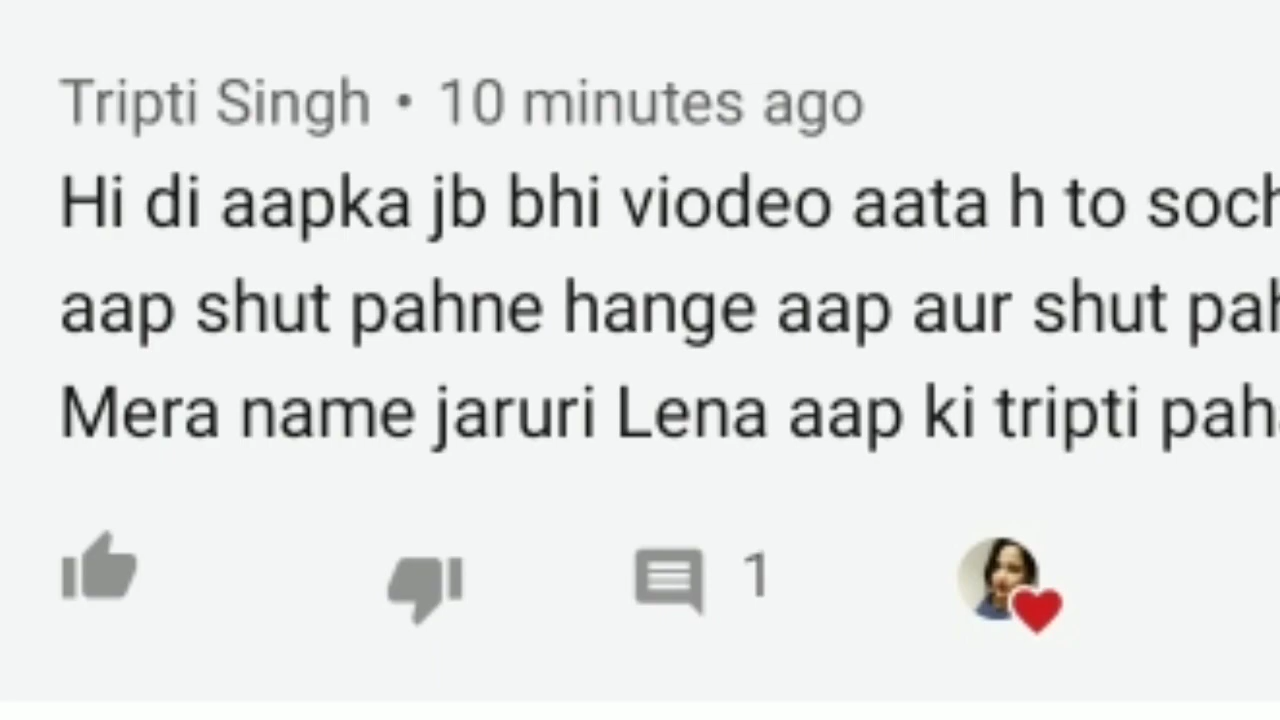 Tripti Singh • 10 minutes ago
Hi di aapka jb bhi viodeo aata h to soch
aap shut pahne hange aap aur shut pah
Mera name jaruri Lena aap ki tripti paha
1